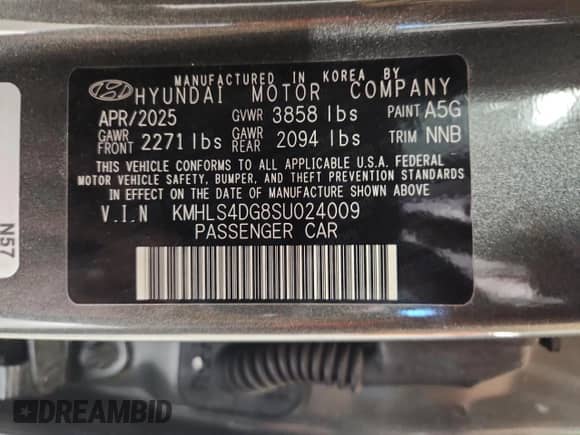 MANUFACTURED IN KOREA BY
HYUNDAI MOTOR COMPANY
APR/2025 GVWR 3858 lbs PAINT A5G
GAWR FRONT 2271 lbs GAWR REAR 2094 lbs TRIM NNB
THIS VEHICLE CONFORMS TO ALL APPLICABLE U.S.A. FEDERAL
MOTOR VEHICLE SAFETY, BUMPER, AND THEFT PREVENTION STANDARDS
IN EFFECT ON THE DATE OF MANUFACTURE SHOWN ABOVE.
V.I.N KMHLS4DG8SU024009
PASSENGER CAR
N57
DREAMBID